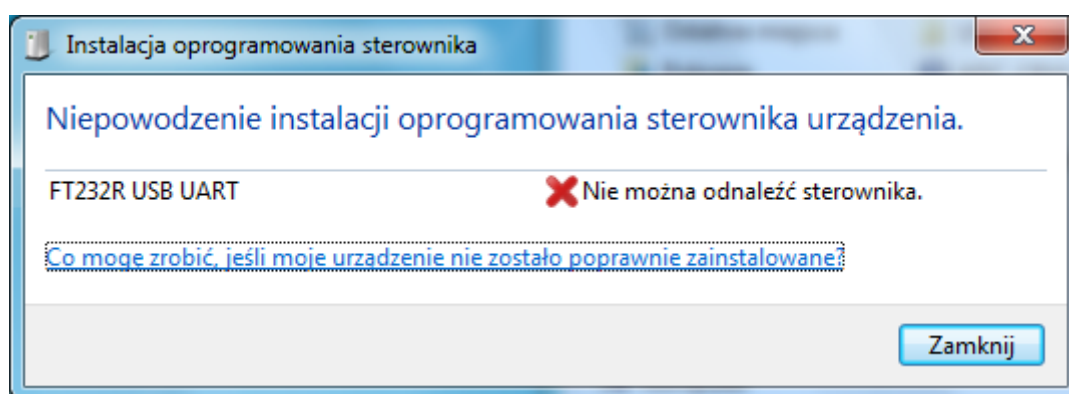 Instalacja oprogramowania sterownika
Niepowodzenie instalacji oprogramowania sterownika urządzenia.
FT232R USB UART Nie można odnaleźć sterownika.
Co mogę zrobić, jeśli moje urządzenie nie zostało poprawnie zainstalowane?
Zamknij